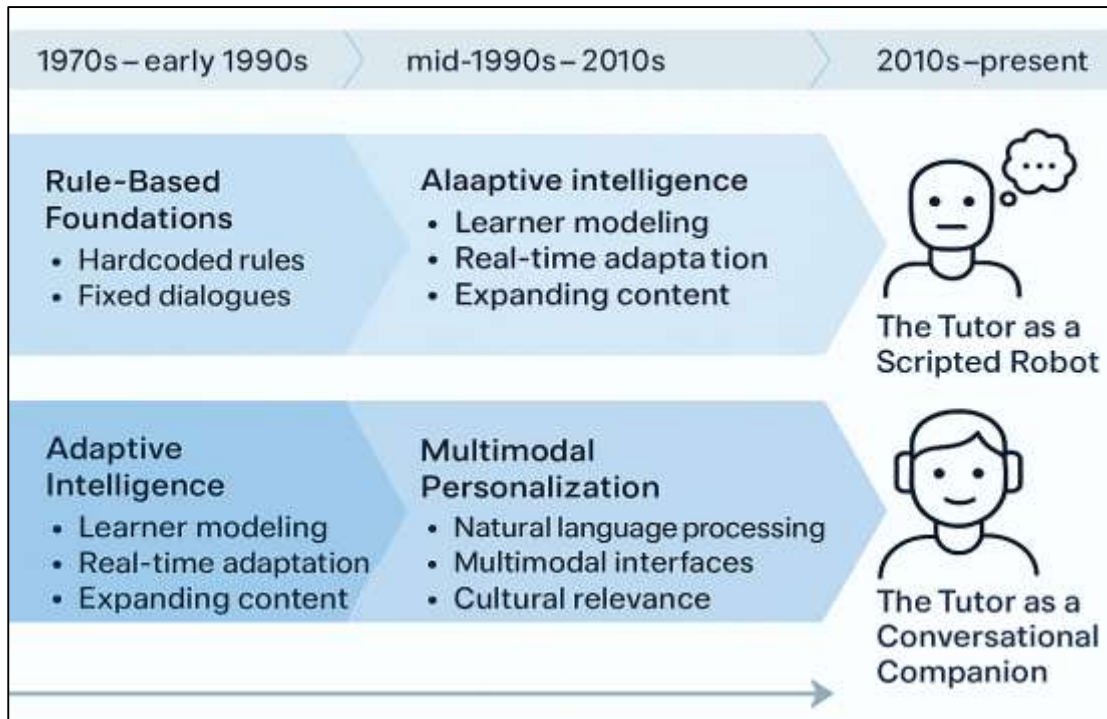 1970s – early 1990s
mid-1990s – 2010s
2010s–present
Rule-Based
Foundations
• Hardcoded rules
• Fixed dialogues
Alaaptive intelligence
• Learner modeling
• Real-time adaptation
• Expanding content
The Tutor as a
Scripted Robot
Adaptive
Intelligence
• Learner modeling
• Real-time adaptation
• Expanding content
Multimodal
Personalization
• Natural language processing
• Multimodal interfaces
• Cultural relevance
The Tutor as a
Conversational
Companion